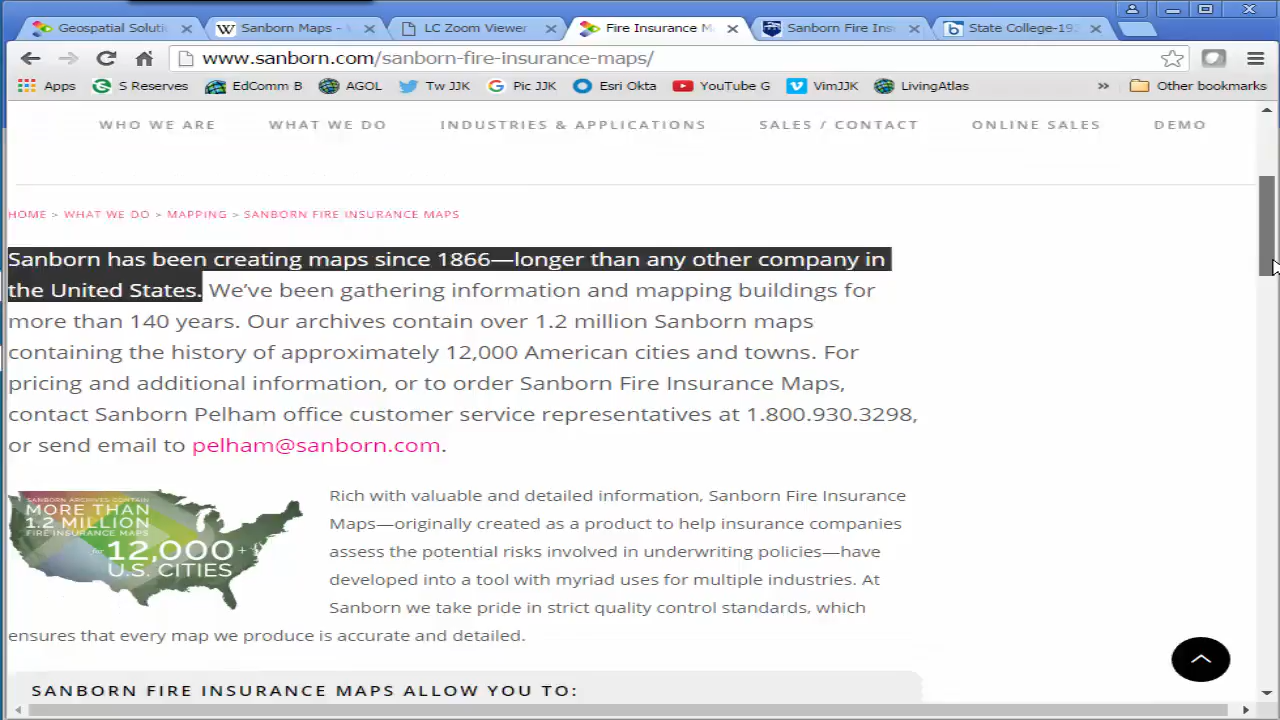 Geospatial Soluti
Sanborn Maps –
LC Zoom Viewer
Fire Insurance M
Sanborn Fire Ins
State College-19
www.sanborn.com/sanborn-fire-insurance-maps/
Apps
S Reserves
EdComm B
AGOL
Tw JJK
Pic JJK
Esri Okta
YouTube G
VimJJK
LivingAtlas
Other bookmarks
WHO WE ARE
WHAT WE DO
INDUSTRIES & APPLICATIONS
SALES / CONTACT
ONLINE SALES
DEMO
HOME > WHAT WE DO > MAPPING > SANBORN FIRE INSURANCE MAPS
Sanborn has been creating maps since 1866—longer than any other company in
the United States. We’ve been gathering information and mapping buildings for
more than 140 years. Our archives contain over 1.2 million Sanborn maps
containing the history of approximately 12,000 American cities and towns. For
pricing and additional information, or to order Sanborn Fire Insurance Maps,
contact Sanborn Pelham office customer service representatives at 1.800.930.3298,
or send email to pelham@sanborn.com.
SANBORN ARCHIVES CONTAIN
MORE THAN
1.2 MILLION
FIRE INSURANCE MAPS
for 12,000+
U.S. CITIES
Rich with valuable and detailed information, Sanborn Fire Insurance
Maps—originally created as a product to help insurance companies
assess the potential risks involved in underwriting policies—have
developed into a tool with myriad uses for multiple industries. At
Sanborn we take pride in strict quality control standards, which
ensures that every map we produce is accurate and detailed.
SANBORN FIRE INSURANCE MAPS ALLOW YOU TO: